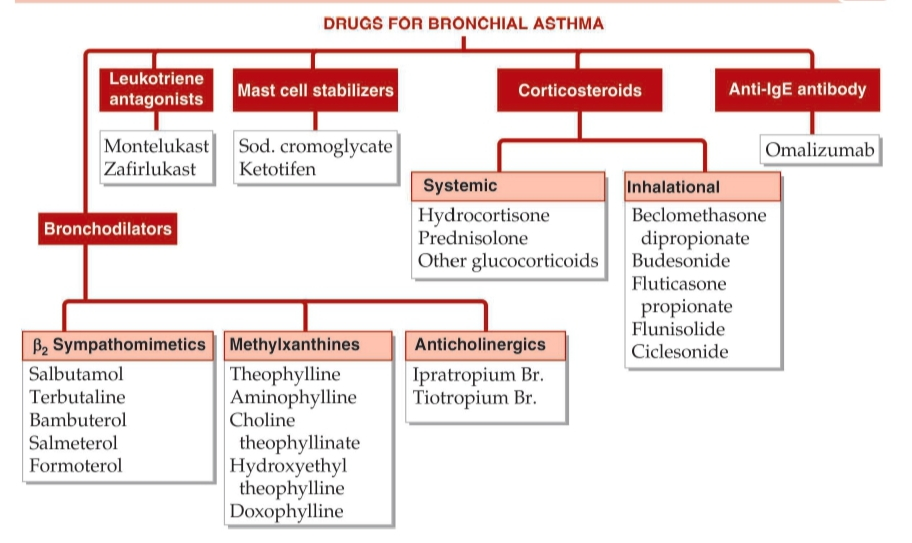 DRUGS FOR BRONCHIAL ASTHMA
Leukotriene
antagonists
Montelukast
Zafirlukast
Mast cell stabilizers
Sod. cromoglycate
Ketotifen
Corticosteroids
Systemic
Hydrocortisone
Prednisolone
Other glucocorticoids
Inhalational
Beclomethasone
dipropionate
Budesonide
Fluticasone
propionate
Flunisolide
Ciclesonide
Anti-IgE antibody
Omalizumab
Bronchodilators
β₂ Sympathomimetics
Salbutamol
Terbutaline
Bambuterol
Salmeterol
Formoterol
Methylxanthines
Theophylline
Aminophylline
Choline
theophyllinate
Hydroxyethyl
theophylline
Doxophylline
Anticholinergics
Ipratropium Br.
Tiotropium Br.